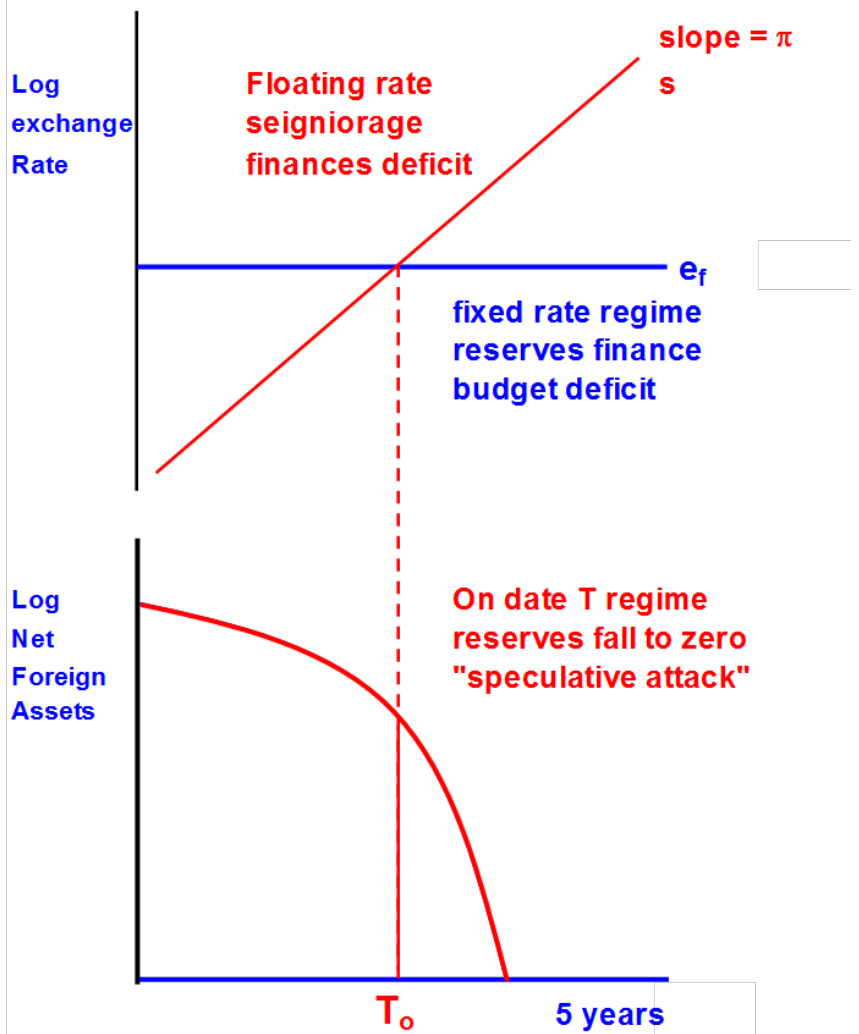 slope = π
s
Log
exchange
Rate
Floating rate
seigniorage
finances deficit
e_f
fixed rate regime
reserves finance
budget deficit
Log
Net
Foreign
Assets
On date T regime
reserves fall to zero
"speculative attack"
T_o
5 years